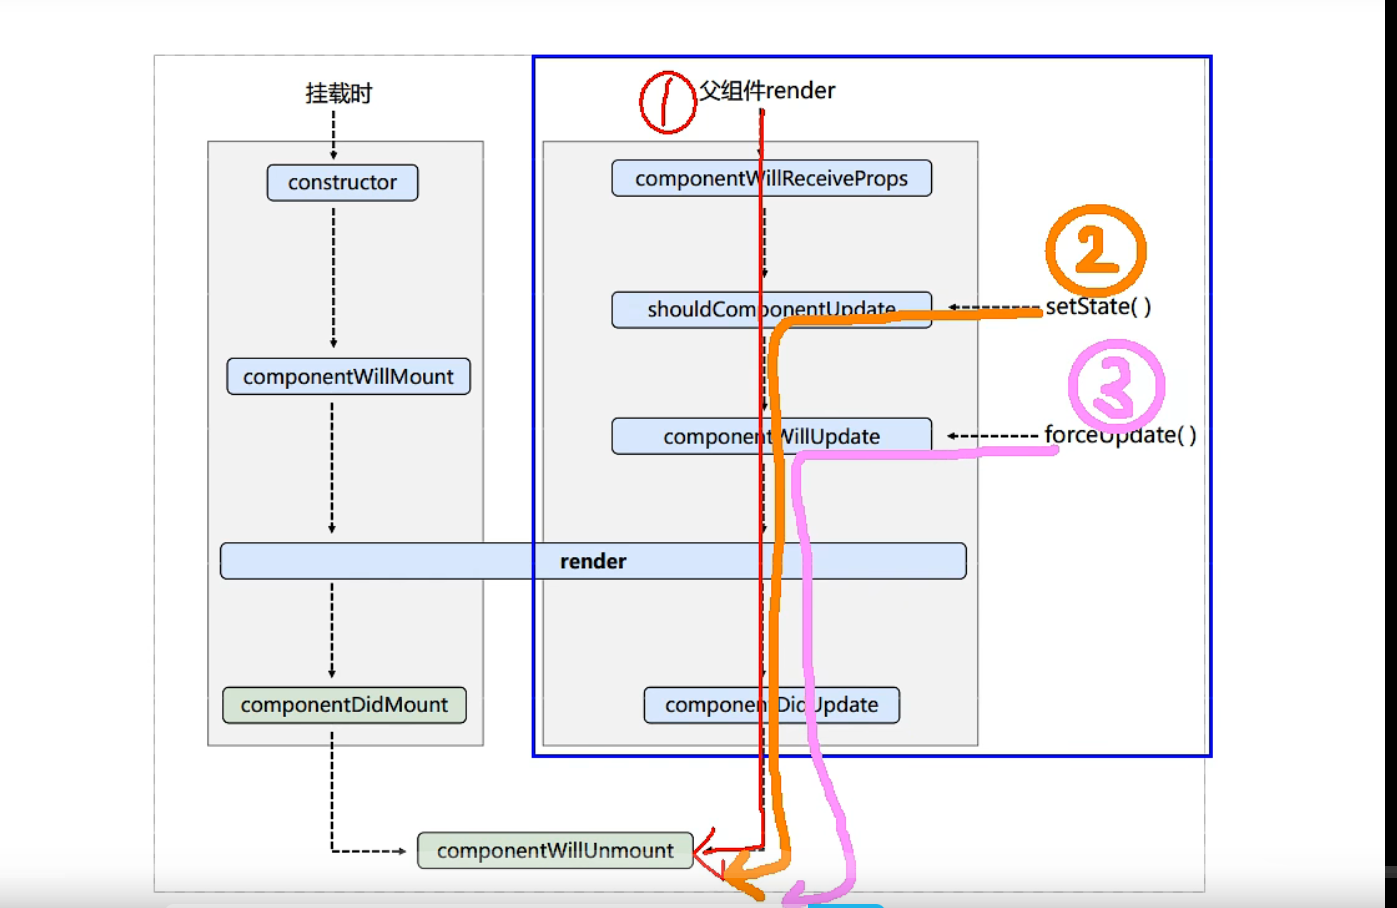 挂载时
constructor
componentWillMount
render
componentDidMount
componentWillUnmount
1
父组件render
componentWillReceiveProps
shouldComponentUpdate
2
setState( )
componentWillUpdate
3
forceUpdate( )
componentDidUpdate